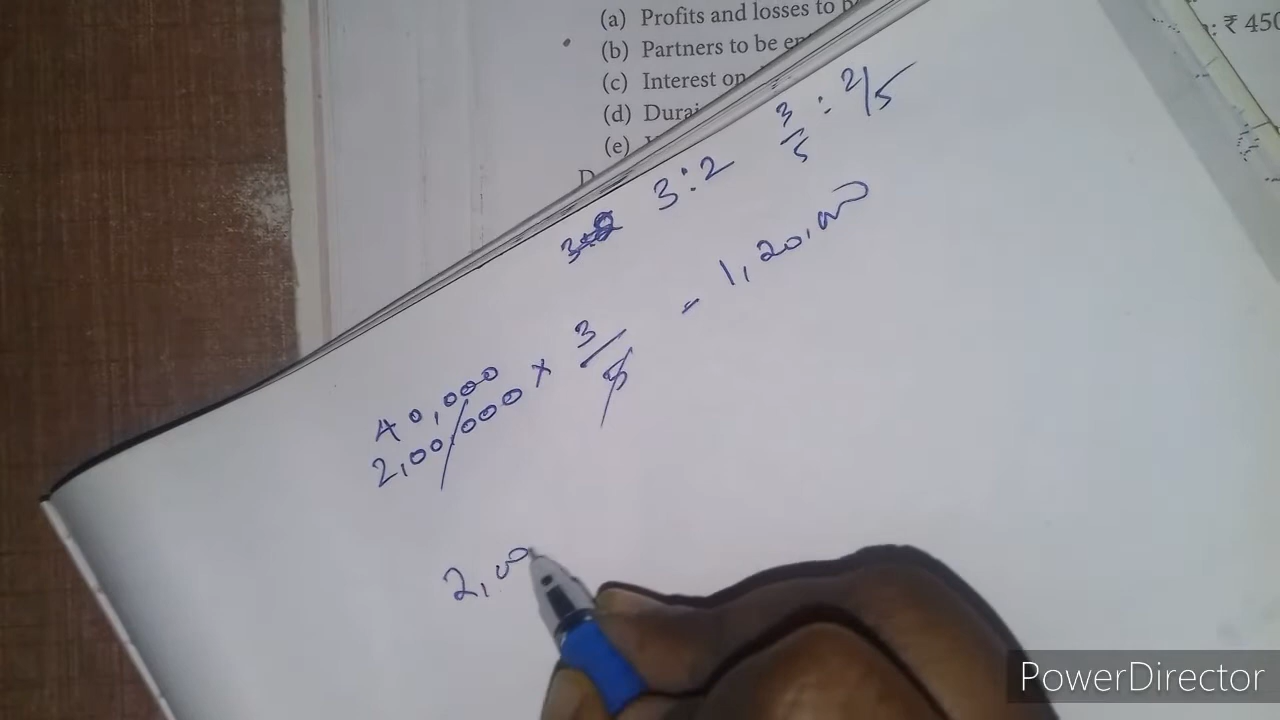 (a) Profits and losses to
(b) Partners to be
(c) Interest on
(d) Durai
(e)
: ₹ 450
3:2 3/5 : 2/5
40,000
2,00,000 × 3/5 - 1,20,000
2,00
PowerDirector